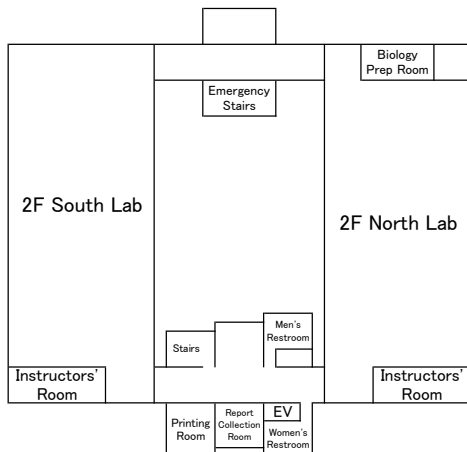 Biology
Prep Room
Emergency
Stairs
2F South Lab
2F North Lab
Men's
Restroom
Stairs
Instructors'
Room
Instructors'
Room
Printing
Room
Report
Collection
Room
EV
Women's
Restroom